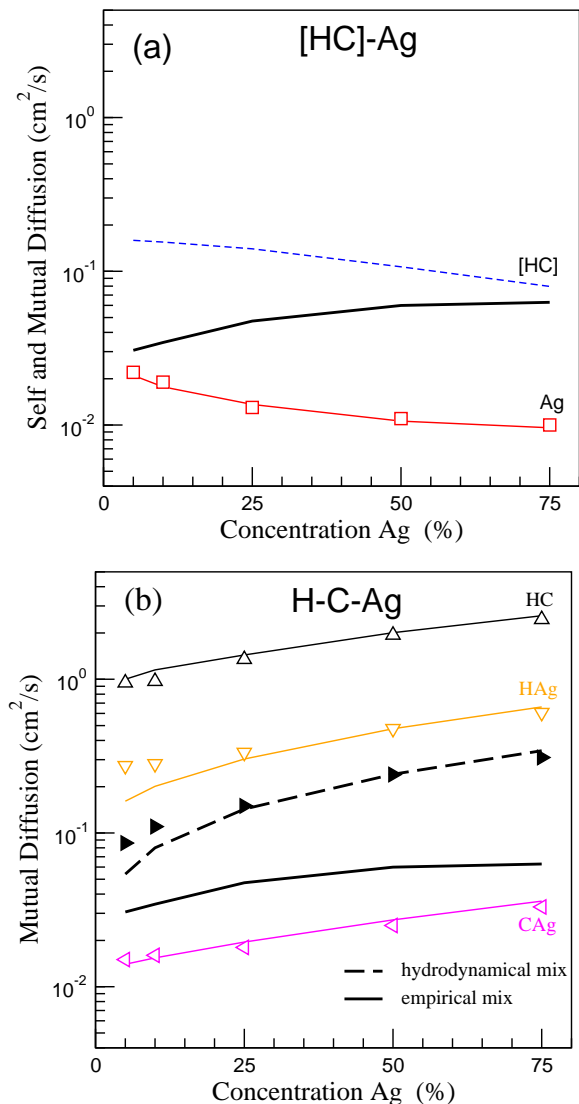 (a)
[HC]-Ag
Self and Mutual Diffusion (cm²/s)
10⁰
10⁻¹
10⁻²
[HC]
Ag
0 25 50 75
Concentration Ag (%)
(b)
H-C-Ag
Mutual Diffusion (cm²/s)
10⁰
10⁻¹
10⁻²
HC
HAg
CAg
hydrodynamical mix
empirical mix
0 25 50 75
Concentration Ag (%)